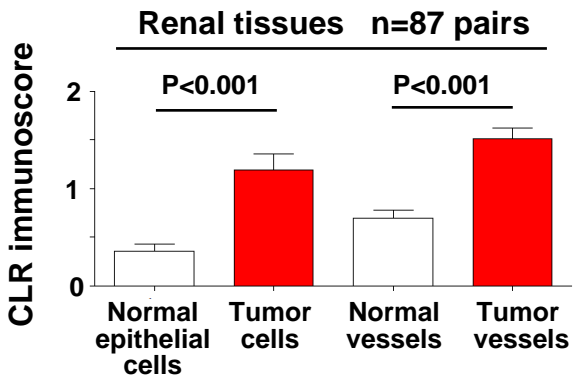 Renal tissues n=87 pairs
P<0.001
P<0.001
CLR immunoscore
2
1
0
Normal epithelial cells
Tumor cells
Normal vessels
Tumor vessels